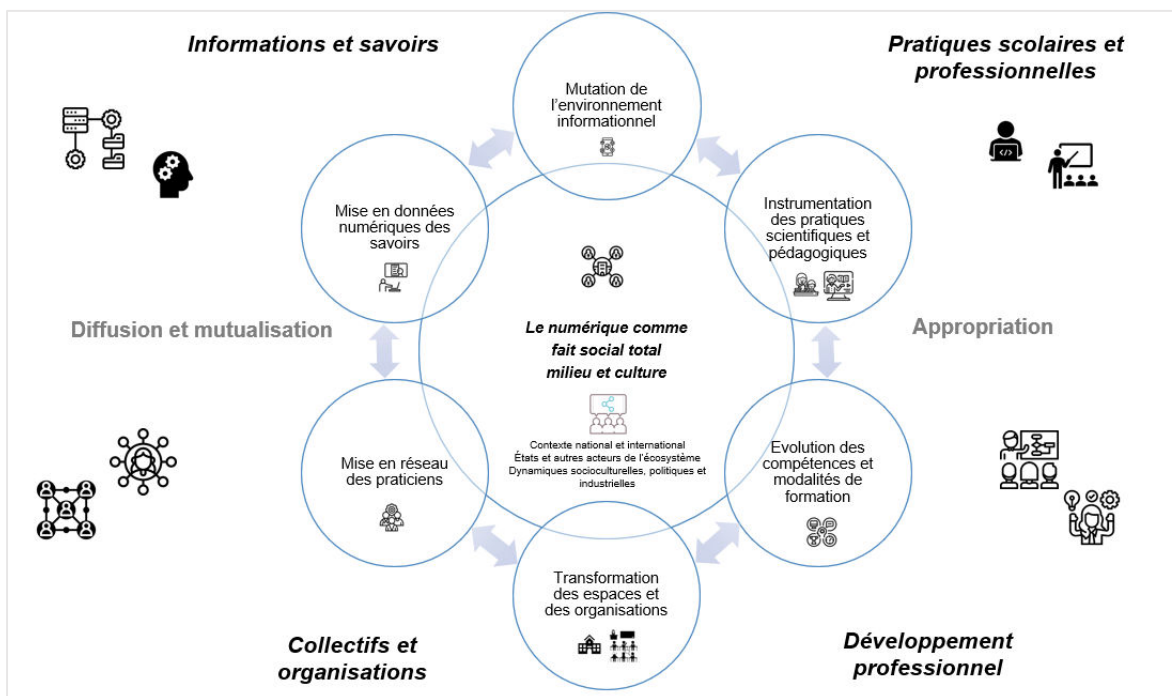 Informations et savoirs
Pratiques scolaires et
professionnelles
Mutation de
l'environnement
informationnel
Mise en données
numériques des
savoirs
Instrumentation
des pratiques
scientifiques et
pédagogiques
Diffusion et mutualisation
Le numérique comme
fait social total
milieu et culture
Appropriation
Contexte national et international
États et autres acteurs de l'écosystème
Dynamiques socioculturelles, politiques et
industrielles
Mise en réseau
des praticiens
Evolution des
compétences et
modalités de
formation
Transformation
des espaces et
des organisations
Collectifs et
organisations
Développement
professionnel